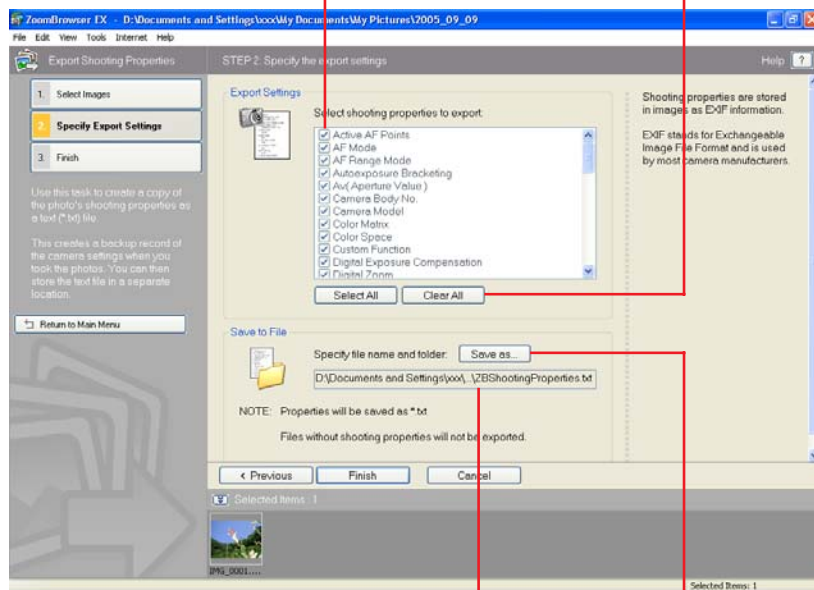 ZoomBrowser EX - D:\Documents and Settings\xxx\My Documents\My Pictures\2005_09_09
File Edit View Tools Internet Help
Export Shooting Properties
STEP 2: Specify the export settings
Help ?
1. Select Images
2. Specify Export Settings
3. Finish
Use this task to create a copy of
the photo's shooting properties as
a text (*.txt) file.
This creates a backup record of
the camera settings when you
took the photos. You can then
store the text file in a separate
location.
Return to Main Menu
Export Settings
Select shooting properties to export:
Active AF Points
AF Mode
AF Range Mode
Autoexposure Bracketing
Av( Aperture Value )
Camera Body No.
Camera Model
Color Matrix
Color Space
Custom Function
Digital Exposure Compensation
Digital Zoom
Select All Clear All
Save to File
Specify file name and folder: Save as...
D:\Documents and Settings\xxx\...\ZBShootingProperties.txt
NOTE: Properties will be saved as *.txt
Files without shooting properties will not be exported.
Shooting properties are stored
in images as EXIF information.
EXIF stands for Exchangeable
Image File Format and is used
by most camera manufacturers.
< Previous Finish Cancel
Selected Items: 1
IMG_0001....
Selected Items: 1